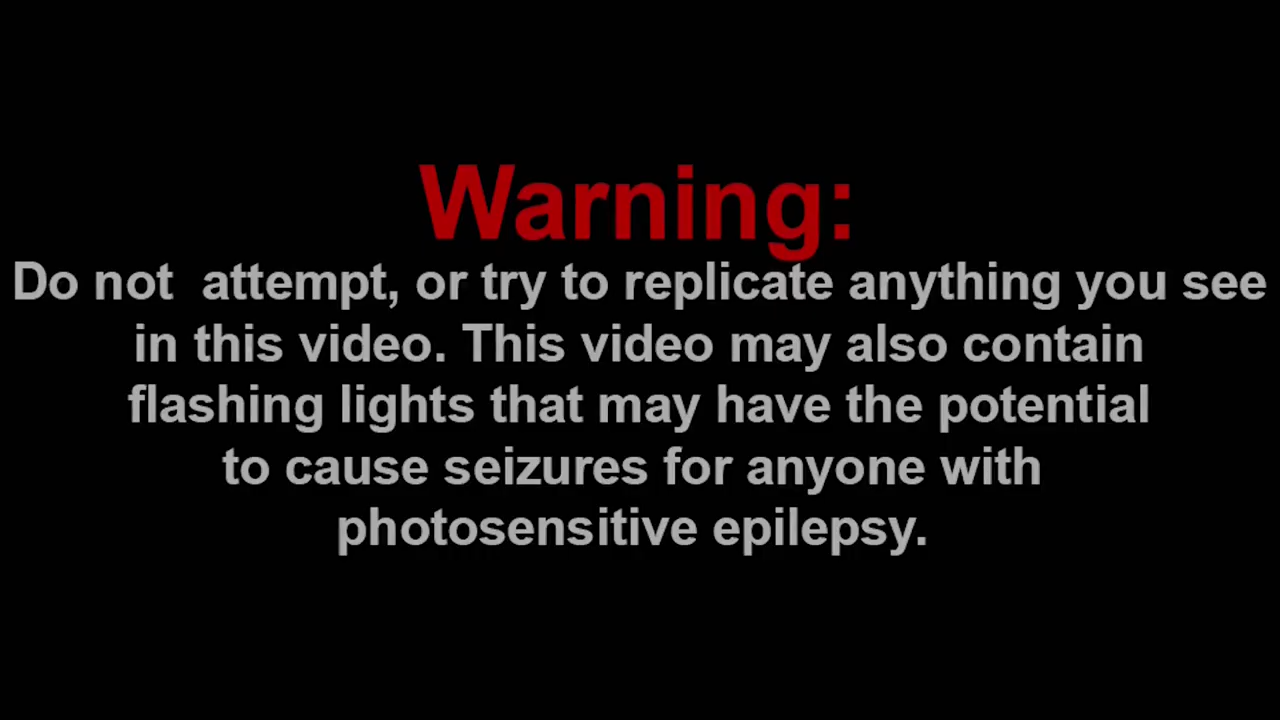 Warning:
Do not  attempt, or try to replicate anything you see
in this video. This video may also contain
flashing lights that may have the potential
to cause seizures for anyone with
photosensitive epilepsy.